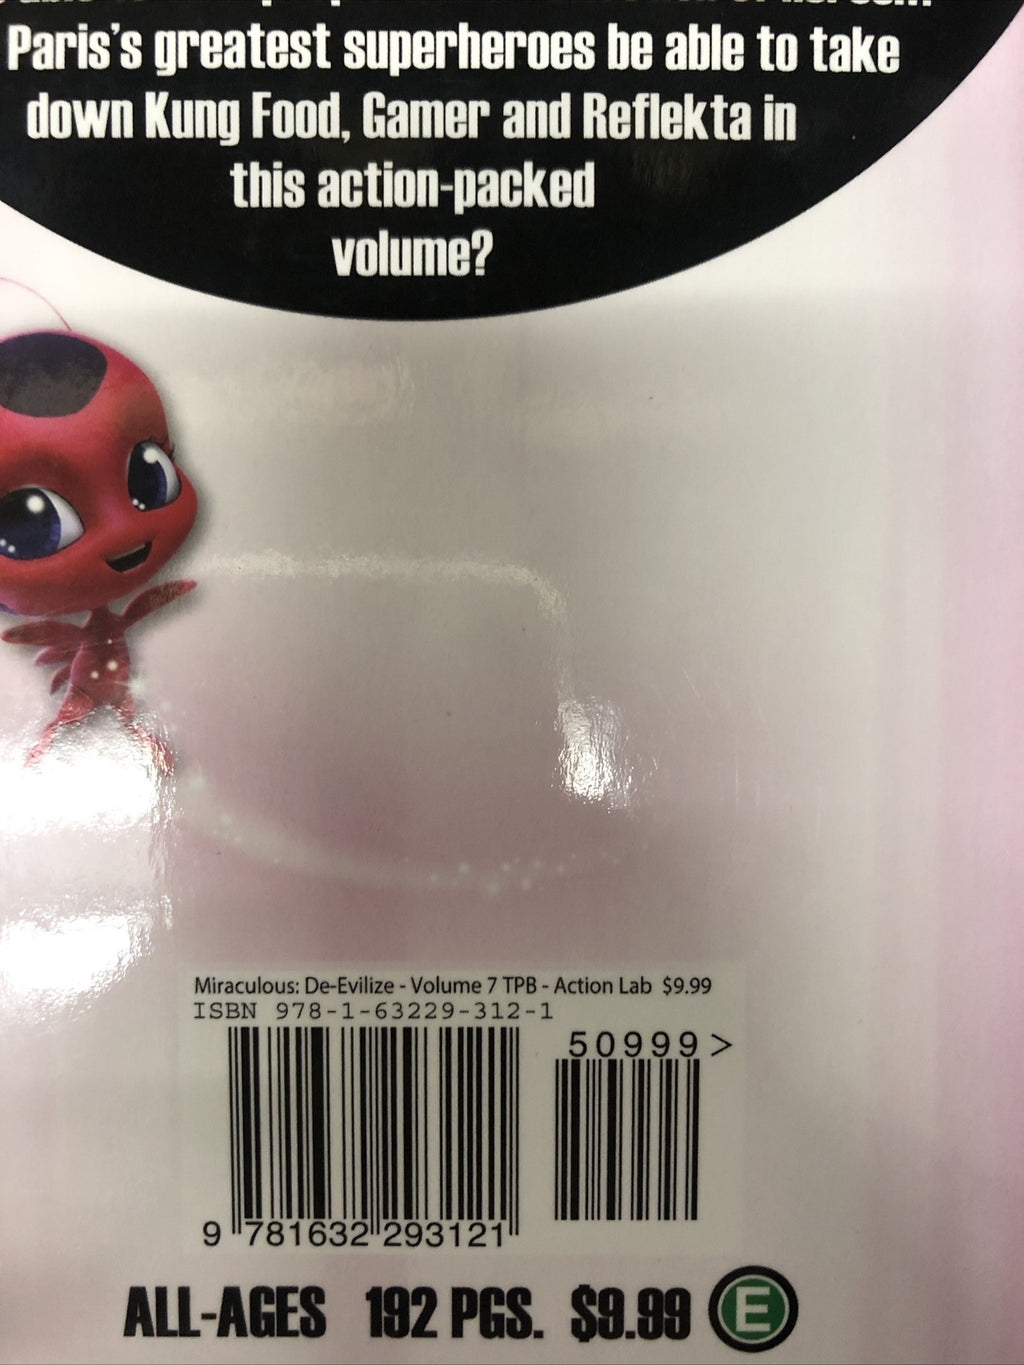 Paris's greatest superheroes be able to take
down Kung Food, Gamer and Reflekta in
this action-packed
volume?
Miraculous: De-Evilize - Volume 7 TPB - Action Lab $9.99
ISBN 978-1-63229-312-1
50999 >
9 781632 293121
ALL-AGES 192 PGS. $9.99 E